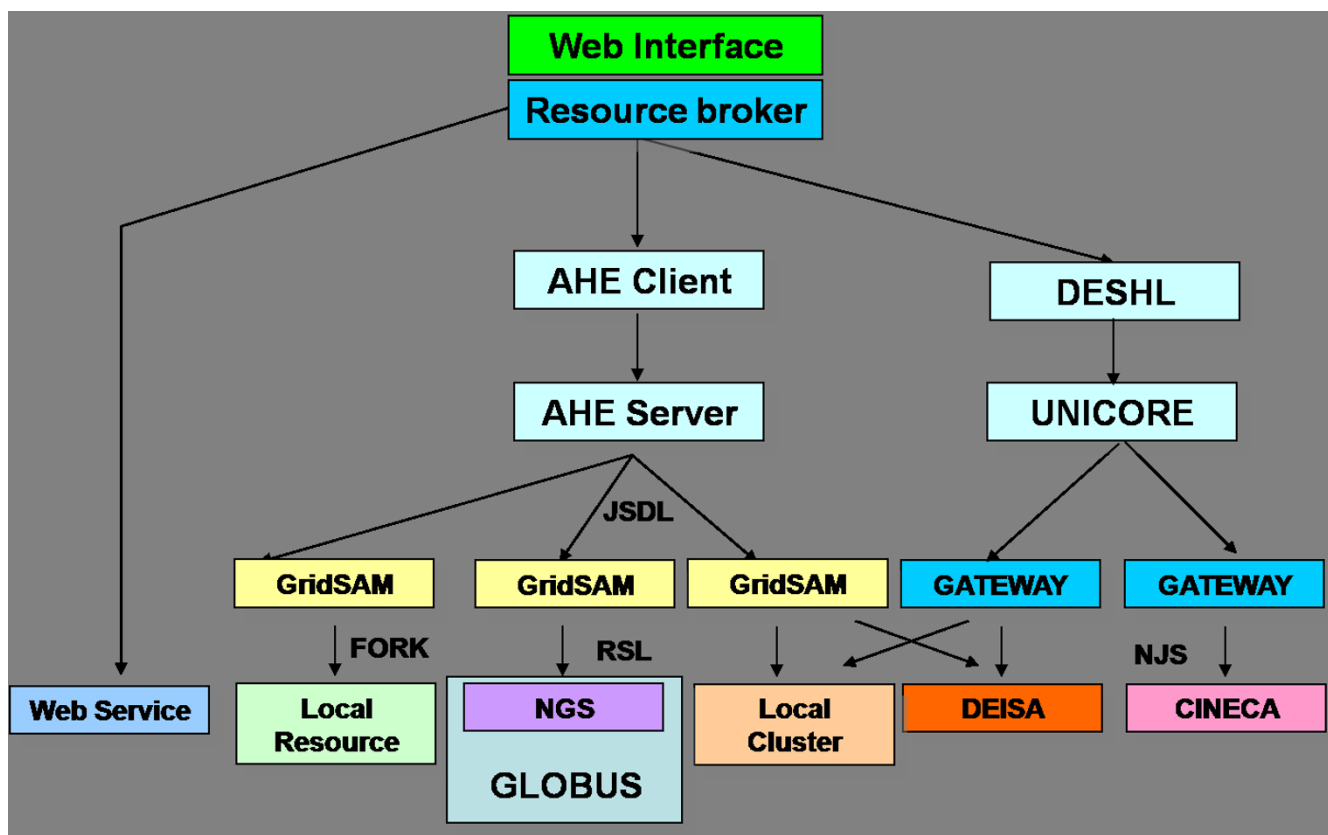 Web Interface
Resource broker
AHE Client
DESHL
AHE Server
UNICORE
JSDL
GridSAM
GridSAM
GridSAM
GATEWAY
GATEWAY
FORK
RSL
NJS
Web Service
Local
Resource
NGS
Local
Cluster
DEISA
CINECA
GLOBUS